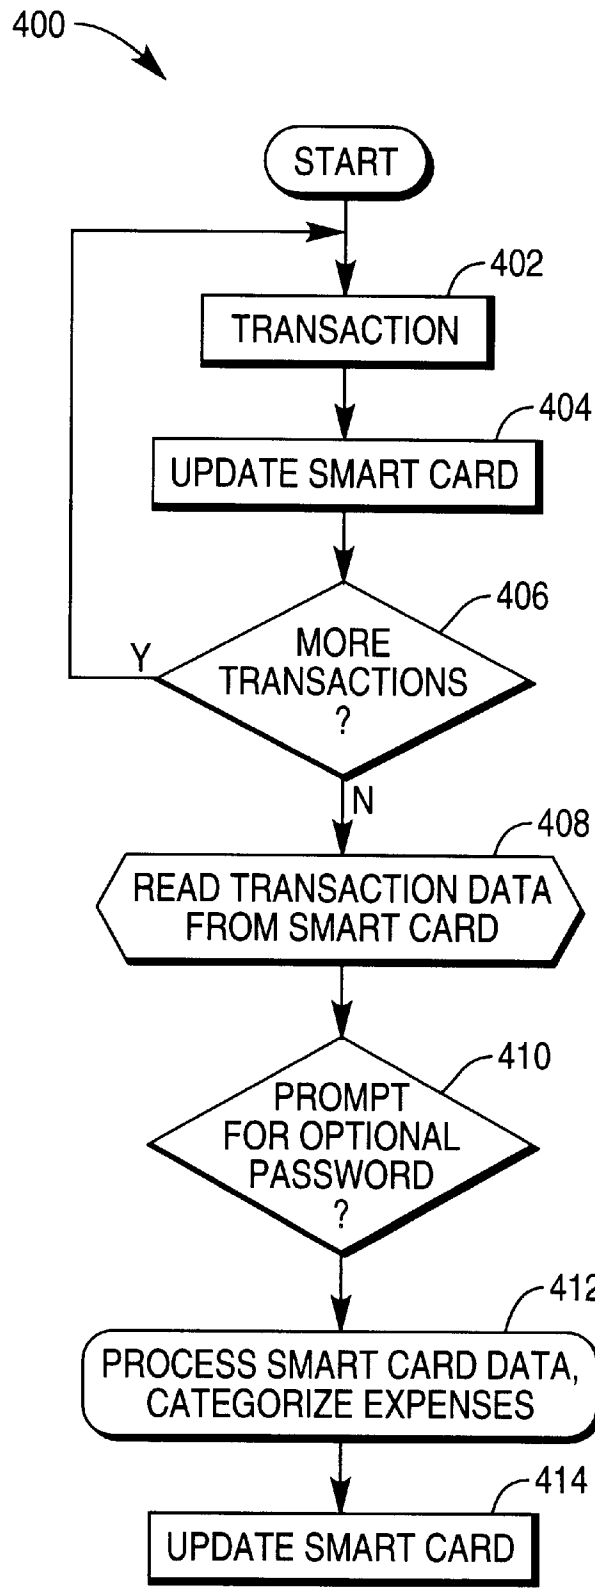 400
START
402
TRANSACTION
404
UPDATE SMART CARD
406
MORE
TRANSACTIONS
?
Y
N
408
READ TRANSACTION DATA
FROM SMART CARD
410
PROMPT
FOR OPTIONAL
PASSWORD
?
412
PROCESS SMART CARD DATA,
CATEGORIZE EXPENSES
414
UPDATE SMART CARD